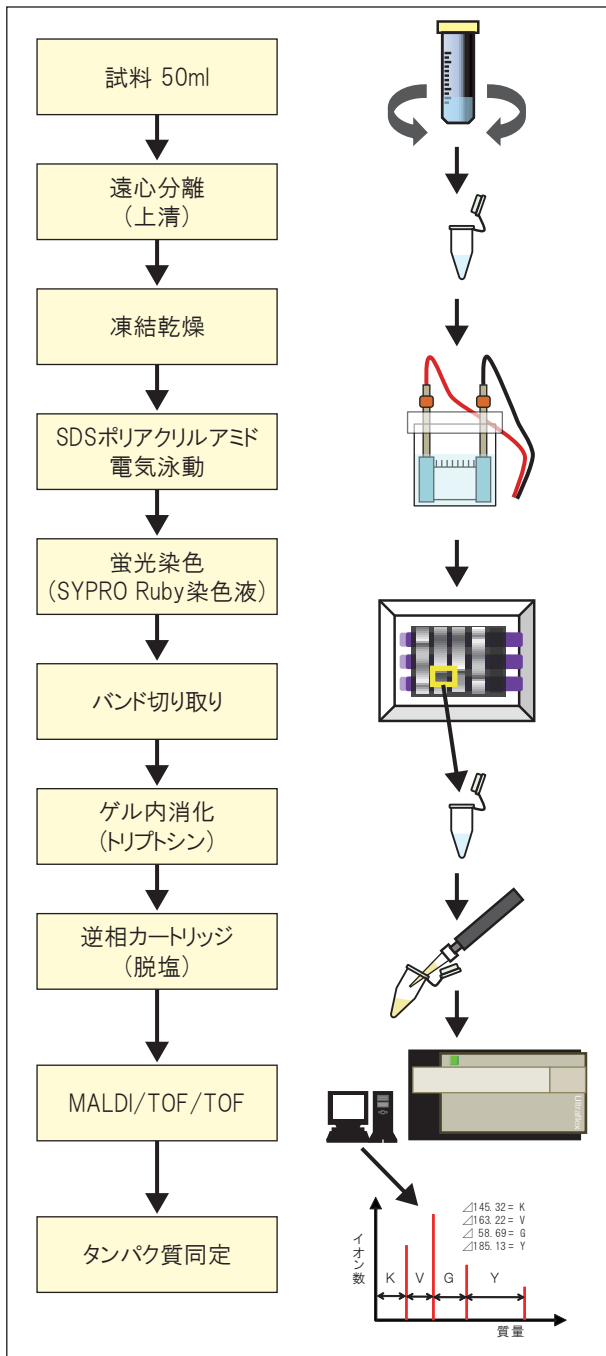 試料 50ml
遠心分離
(上清)
凍結乾燥
SDSポリアクリルアミド
電気泳動
蛍光染色
(SYPRO Ruby染色液)
バンド切り取り
ゲル内消化
(トリプトシン)
逆相カートリッジ
(脱塩)
MALDI/TOF/TOF
タンパク質同定
Ultraflex
⊿145.32= K
⊿163.22= V
⊿ 58.69= G
⊿185.13= Y
イオン数
K V G Y
質量